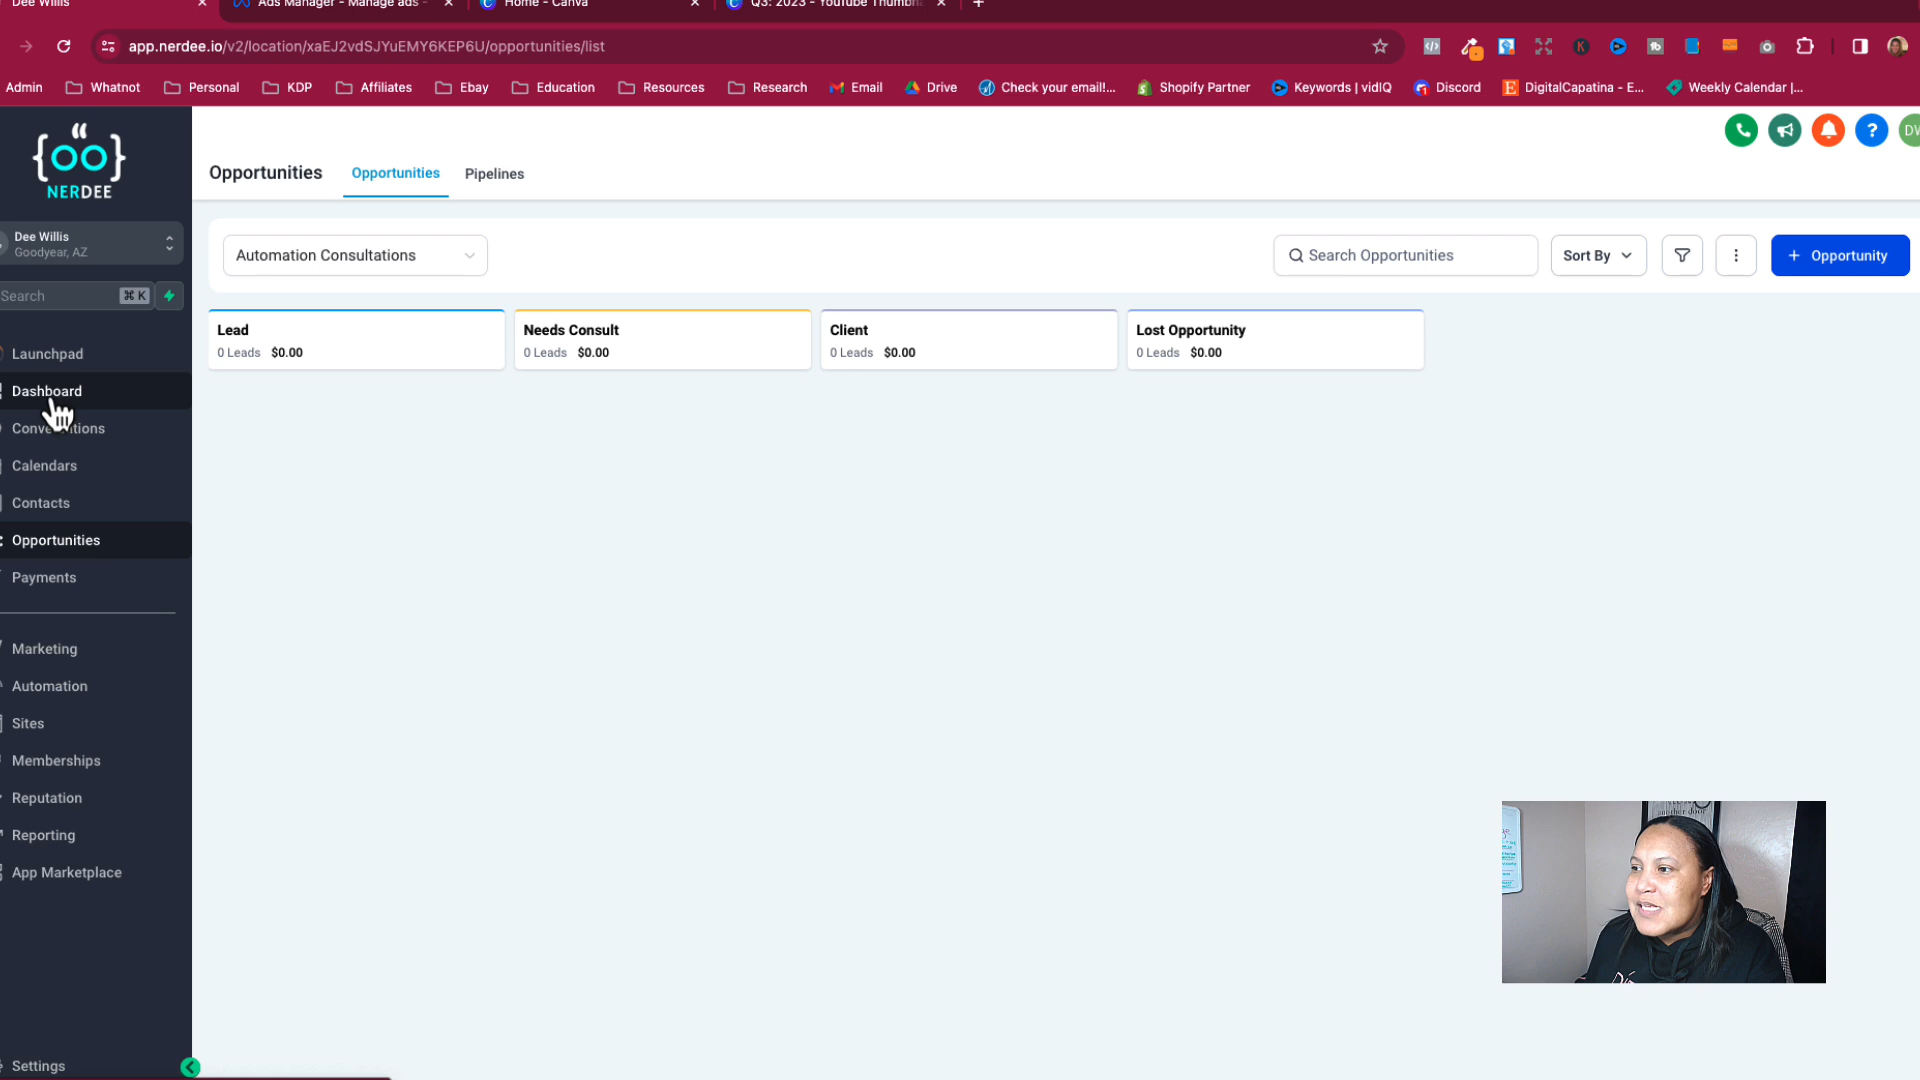 Dee Willis
Ads Manager - Manage ads -
Home - Canva
Q3: 2023 - YouTube Thumbn
app.nerdee.io/v2/location/xaEJ2vdSJYuEMY6KEP6U/opportunities/list
Admin Whatnot Personal KDP Affiliates Ebay Education Resources Research Email Drive Check your email!... Shopify Partner Keywords | vidIQ Discord DigitalCapatina - E... Weekly Calendar |...
NERDEE
Dee Willis
Goodyear, AZ
Search ⌘ K
Launchpad
Dashboard
Calendars
Contacts
Opportunities
Payments
Marketing
Automation
Sites
Memberships
Reputation
Reporting
App Marketplace
Settings
Opportunities Opportunities Pipelines
DW
Automation Consultations
Search Opportunities
Sort By
+ Opportunity
Lead
0 Leads $0.00
Needs Consult
0 Leads $0.00
Client
0 Leads $0.00
Lost Opportunity
0 Leads $0.00
another door